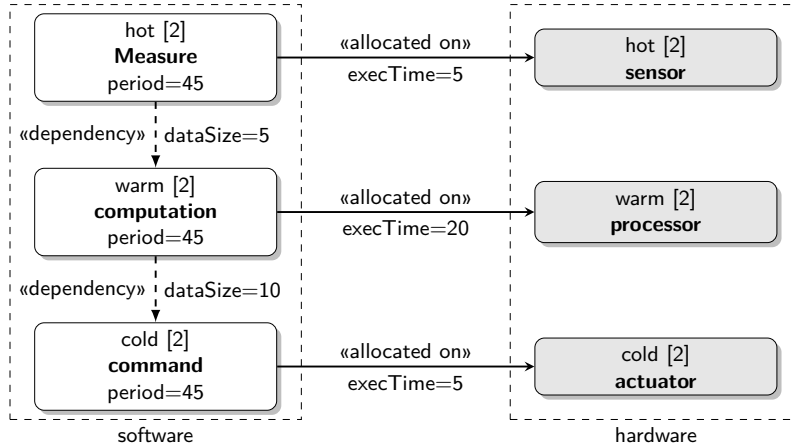 hot [2]
Measure
period=45
«allocated on»
execTime=5
hot [2]
sensor
«dependency» dataSize=5
warm [2]
computation
period=45
«allocated on»
execTime=20
warm [2]
processor
«dependency» dataSize=10
cold [2]
command
period=45
«allocated on»
execTime=5
cold [2]
actuator
software
hardware